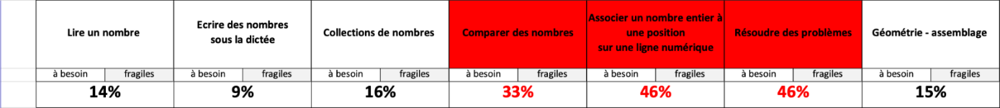 Lire un nombre
Ecrire des nombres
sous la dictée
Collections de nombres
Comparer des nombres
Associer un nombre entier à
une position
sur une ligne numérique
Résoudre des problèmes
Géométrie - assemblage
à besoin fragiles à besoin fragiles à besoin fragiles à besoin fragiles à besoin fragiles à besoin fragiles à besoin fragiles
14% 9% 16% 33% 46% 46% 15%